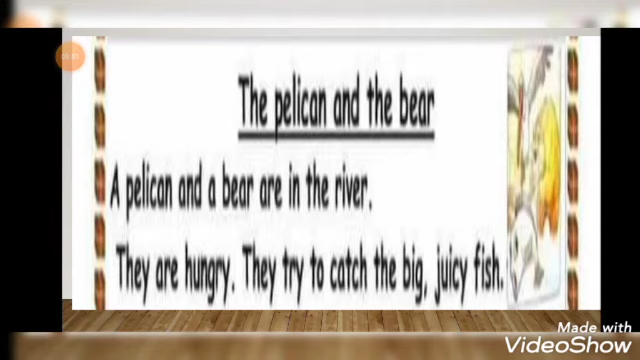 The pelican and the bear
A pelican and a bear are in the river.
They are hungry. They try to catch the big, juicy fish.
Made with
VideoShow